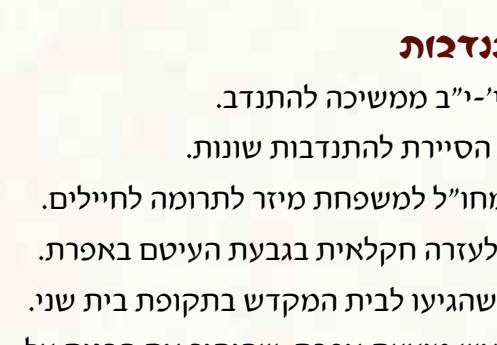 י'-י"ב ממשיכה להתנדב.
הסיירת להתנדבות שונות.
מחו"ל למשפחת מיזר לתרומה לחיילים.
לעזרה חקלאית בגבעת העיטם באפרת.
שהגיעו לבית המקדש בתקופת בית שני.